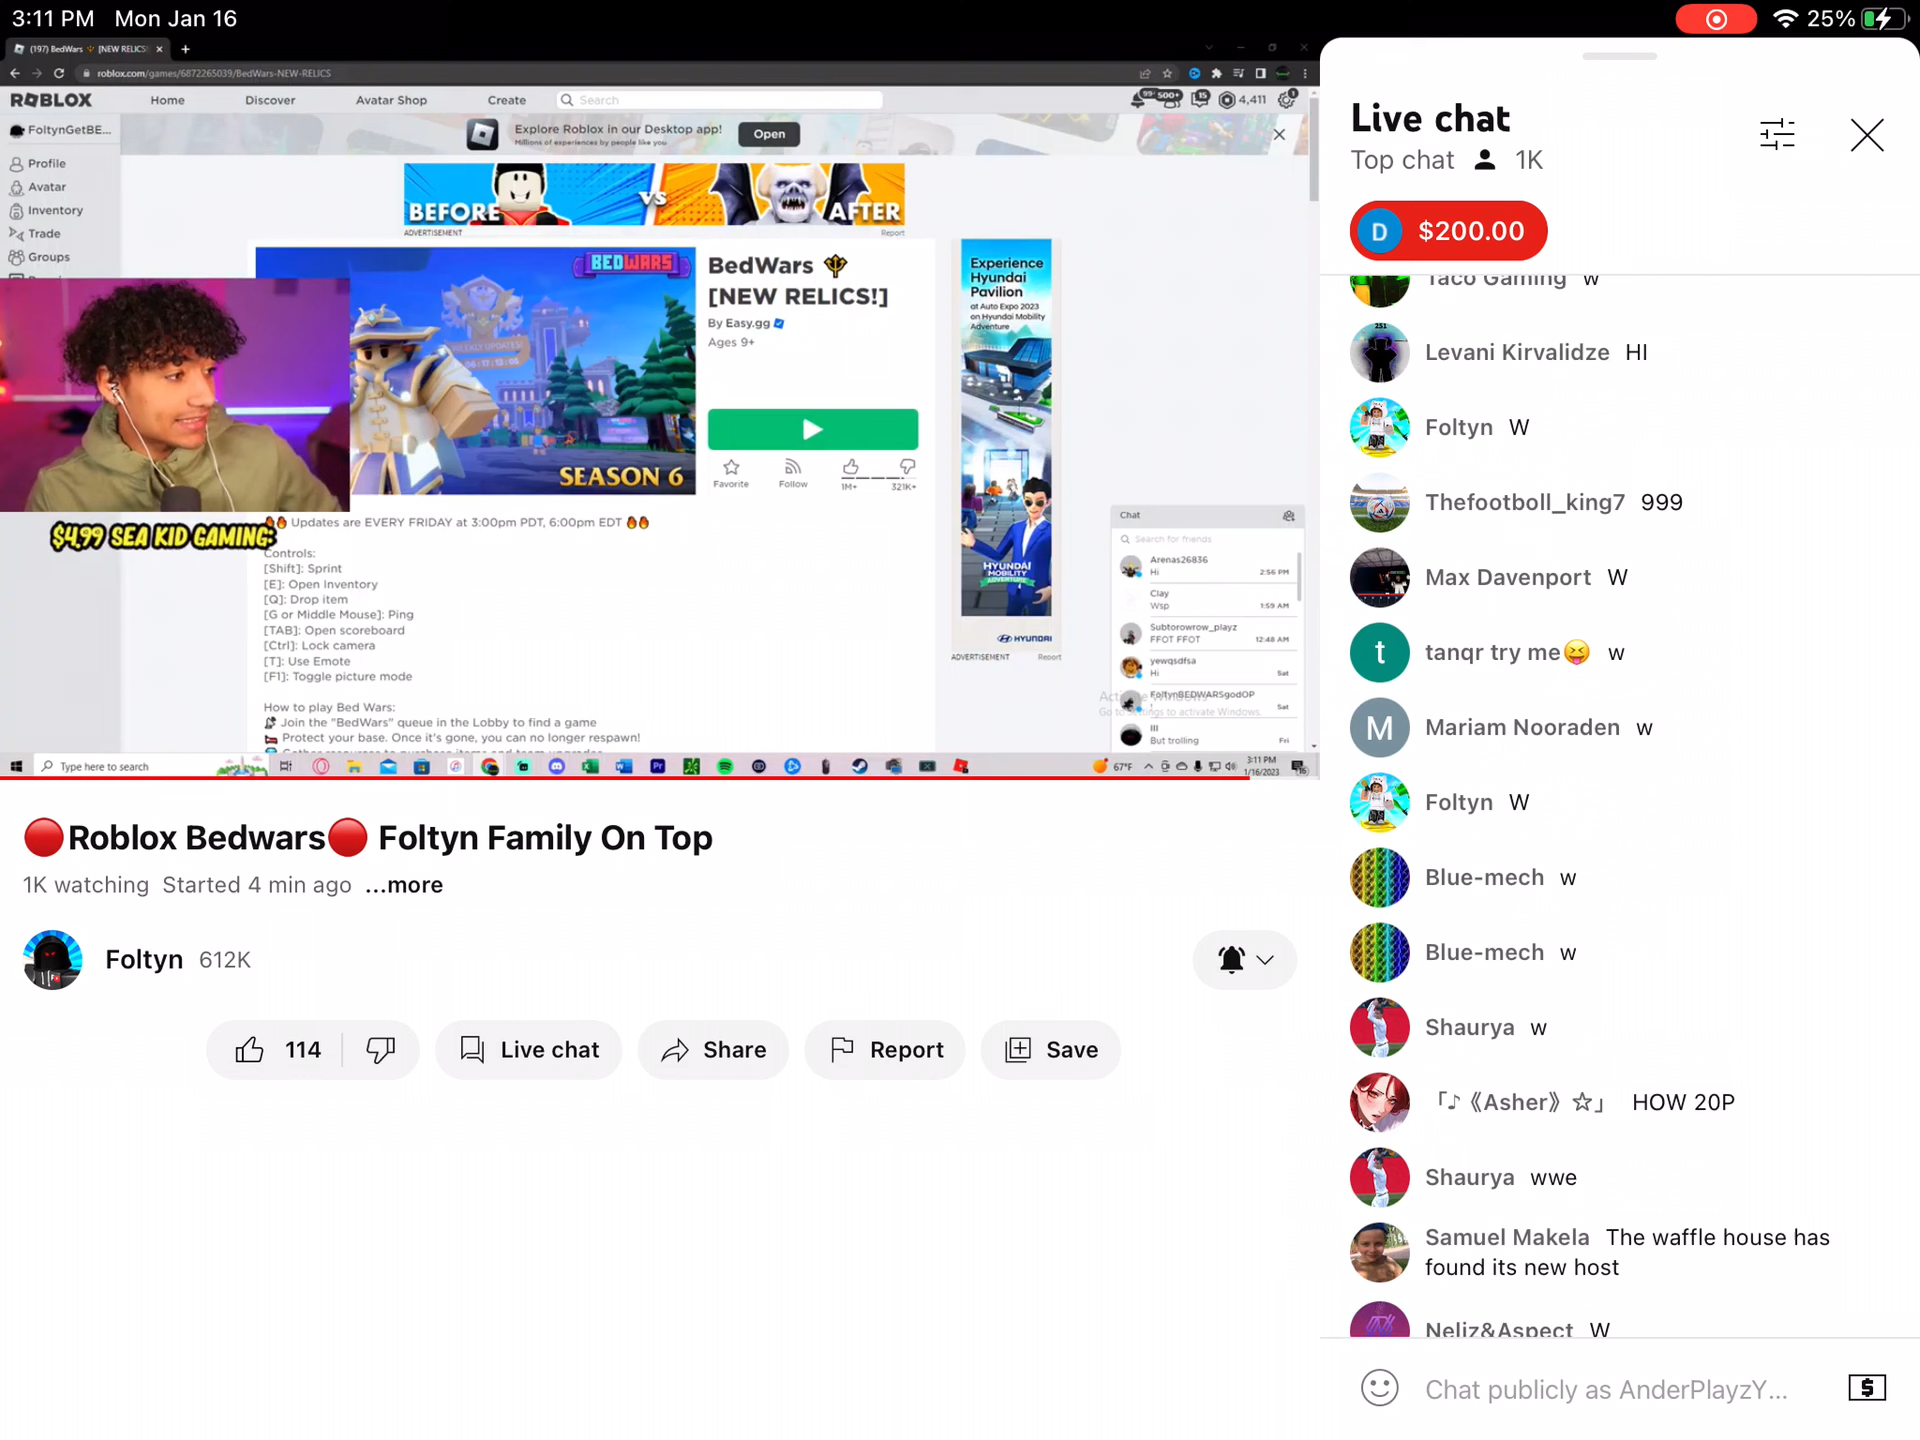 3:11 PM Mon Jan 16
25%
(197) BedWars [NEW RELICS!
roblox.com/games/6872265039/BedWars-NEW-RELICS
ROBLOX Home Discover Avatar Shop Create Search
99+ 500+ 15 4,411 1
FoltynGetBE...
Profile
Avatar
Inventory
Trade
Groups
Explore Roblox in our Desktop app!
Millions of experiences by people like you
Open
BEFORE VS AFTER
ADVERTISEMENT Report
BEDWARS
WEEKLY UPDATES!
SEASON 6
BedWars
[NEW RELICS!]
By Easy.gg
Ages 9+
Favorite Follow 1M+ 321K+
$4.99 SEA KID GAMING:
Updates are EVERY FRIDAY at 3:00pm PDT, 6:00pm EDT
Controls:
[Shift]: Sprint
[E]: Open Inventory
[Q]: Drop item
[G or Middle Mouse]: Ping
[TAB]: Open scoreboard
[Ctrl]: Lock camera
[T]: Use Emote
[F1]: Toggle picture mode
How to play Bed Wars:
Join the "BedWars" queue in the Lobby to find a game
Protect your base. Once it's gone, you can no longer respawn!
Experience
Hyundai
Pavilion
at Auto Expo 2023
on Hyundai Mobility
Adventure
HYUNDAI
MOBILITY
ADVENTURE
HYUNDAI
ADVERTISEMENT Report
Chat
Search for friends
Arenas26836
Hi 2:56 PM
Clay
Wsp 1:59 AM
Subtorowrow_playz
FFOT FFOT 12:48 AM
yewqsdfsa
Hi Sat
FoltynBEDWARSgodOP
! Sat
Go to Settings to activate Windows.
III
But trolling Fri
Type here to search
67°F
3:11 PM
1/16/2023
🔴Roblox Bedwars🔴 Foltyn Family On Top
1K watching Started 4 min ago ...more
Foltyn 612K
114 Live chat Share Report Save
Live chat
Top chat 1K
D $200.00
Taco Gaming w
251
Levani Kirvalidze HI
Foltyn W
Thefootboll_king7 999
Max Davenport W
t tanqr try me😝 w
M Mariam Nooraden w
Foltyn W
Blue-mech w
Blue-mech w
Shaurya w
「♪《Asher》☆」 HOW 20P
Shaurya wwe
Samuel Makela The waffle house has
found its new host
Neliz&Aspect W
Chat publicly as AnderPlayzY...